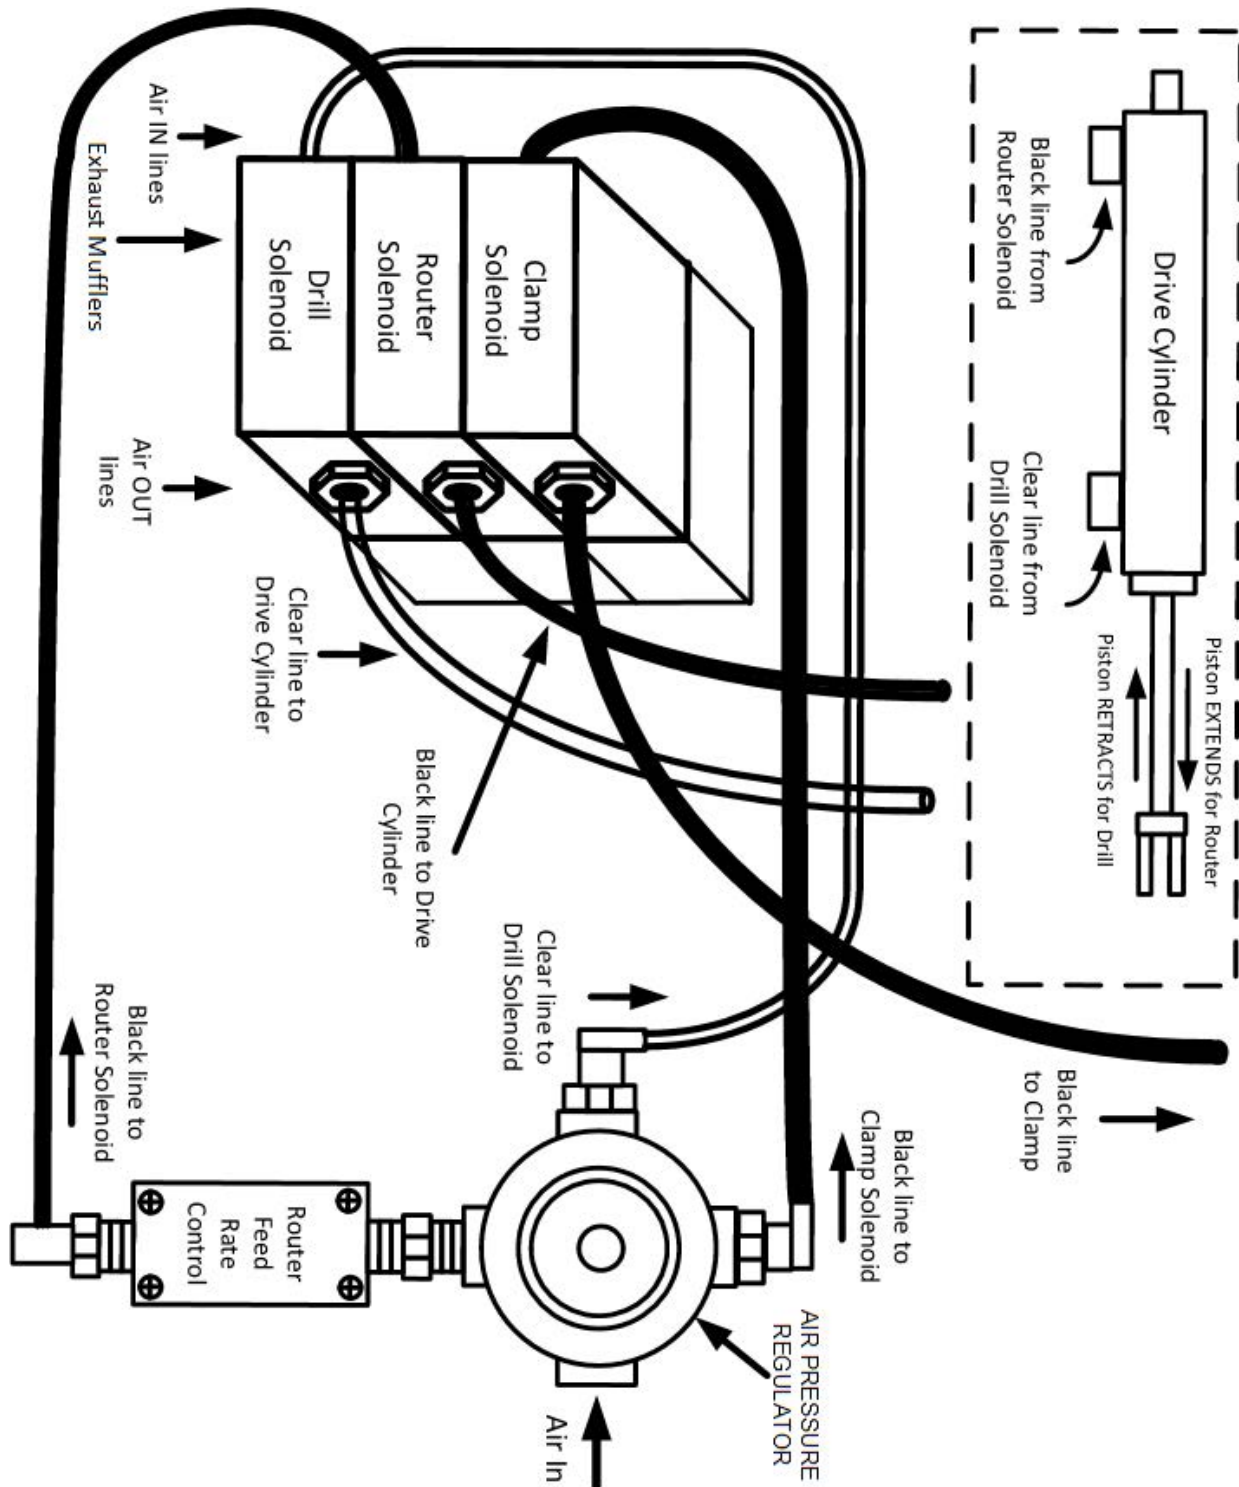 Black line from
Router Solenoid
Drive Cylinder
Clear line from
Drill Solenoid
Piston EXTENDS for Router
Piston RETRACTS for Drill
Air IN lines
Exhaust Mufflers
Clamp
Solenoid
Router
Solenoid
Drill
Solenoid
Air OUT
lines
Clear line to
Drive Cylinder
Black line to Drive
Cylinder
Clear line to
Drill Solenoid
Black line
to Clamp
Black line to
Clamp Solenoid
Black line to
Router Solenoid
Router
Feed
Rate
Control
AIR PRESSURE
REGULATOR
Air In